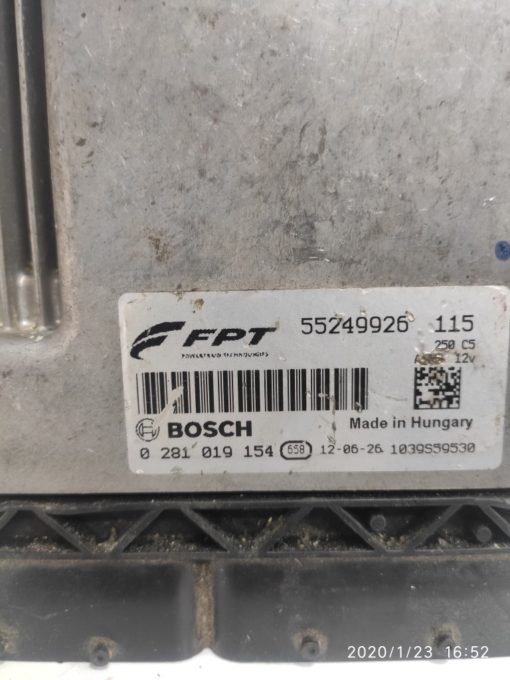 FPT 55249926 115
POWERTRAIN TECHNOLOGIES 250 C5
12v
BOSCH Made in Hungary
0 281 019 154 658 12-06-26 1039S59530
2020/1/23 16:52